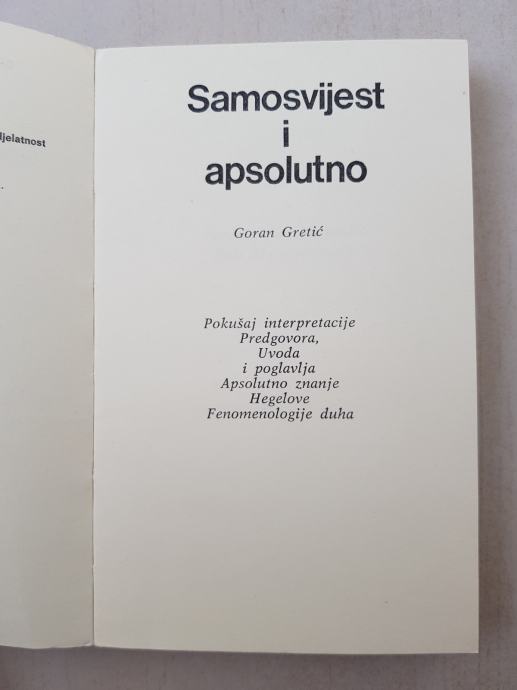 djelatnost
Samosvijest
i
apsolutno
Goran Gretić
Pokušaj interpretacije
Predgovora,
Uvoda
i poglavlja
Apsolutno znanje
Hegelove
Fenomenologije duha